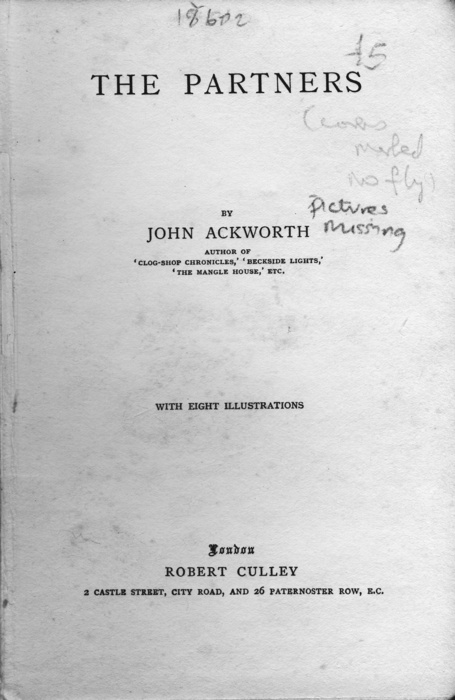 18602
£5
THE PARTNERS
(covers
marked
no fly)
pictures
missing
BY
JOHN ACKWORTH
AUTHOR OF
‘CLOG-SHOP CHRONICLES,’ ‘BECKSIDE LIGHTS,’
‘THE MANGLE HOUSE,’ ETC.
WITH EIGHT ILLUSTRATIONS
London
ROBERT CULLEY
2 CASTLE STREET, CITY ROAD, AND 26 PATERNOSTER ROW, E.C.